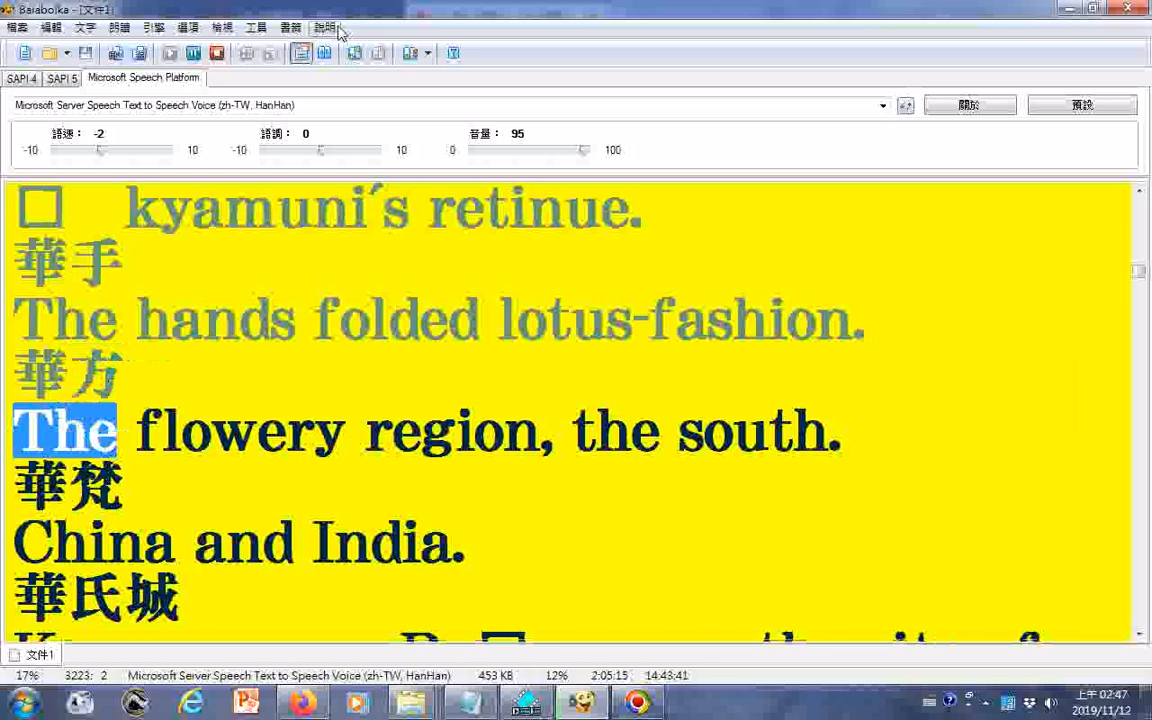 Balabolka - [文件1]
檔案 編輯 文字 朗讀 引擎 選項 檢視 工具 書籤 說明
SAPI 4 SAPI 5 Microsoft Speech Platform
Microsoft Server Speech Text to Speech Voice (zh-TW, HanHan) 關於 預設
語速： -2 語調： 0 音量： 95
-10 10 -10 10 0 100
□ kyamuni´s retinue.
華手
The hands folded lotus-fashion.
華方
The flowery region, the south.
華梵
China and India.
華氏城
文件1
17% 3223: 2 Microsoft Server Speech Text to Speech Voice (zh-TW, HanHan) 453 KB 12% 2:05:15 14:43:41
上午 02:47
2019/11/12